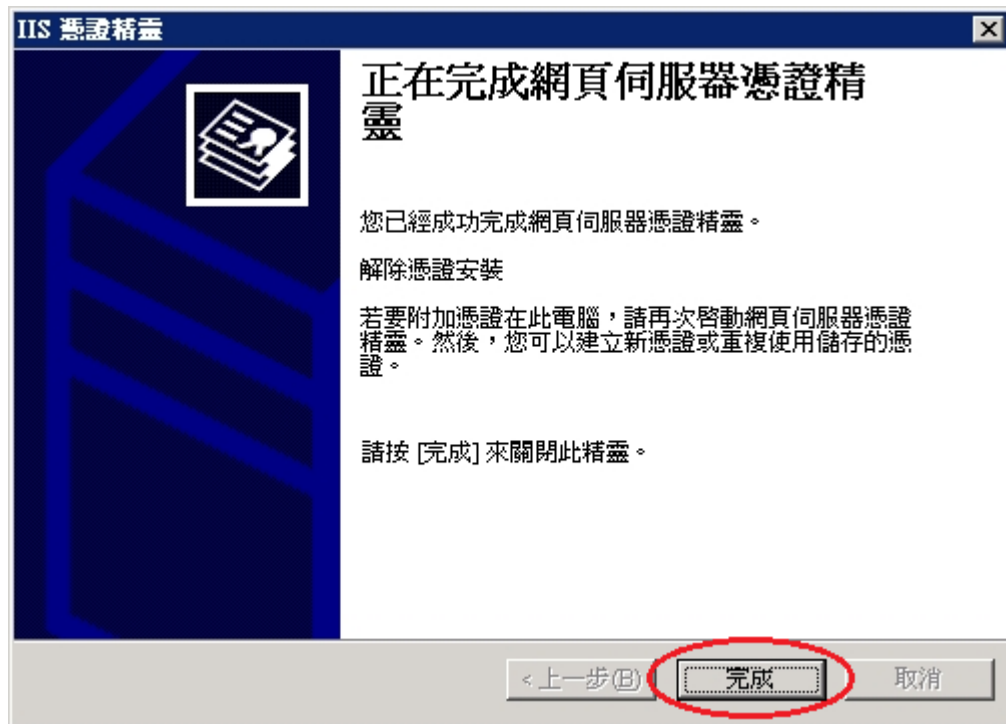 IIS 憑證精靈
正在完成網頁伺服器憑證精
靈
您已經成功完成網頁伺服器憑證精靈。
解除憑證安裝
若要附加憑證在此電腦，請再次啓動網頁伺服器憑證
精靈。然後，您可以建立新憑證或重複使用儲存的憑
證。
請按 [完成] 來關閉此精靈。
<上一步(B)
完成
取消